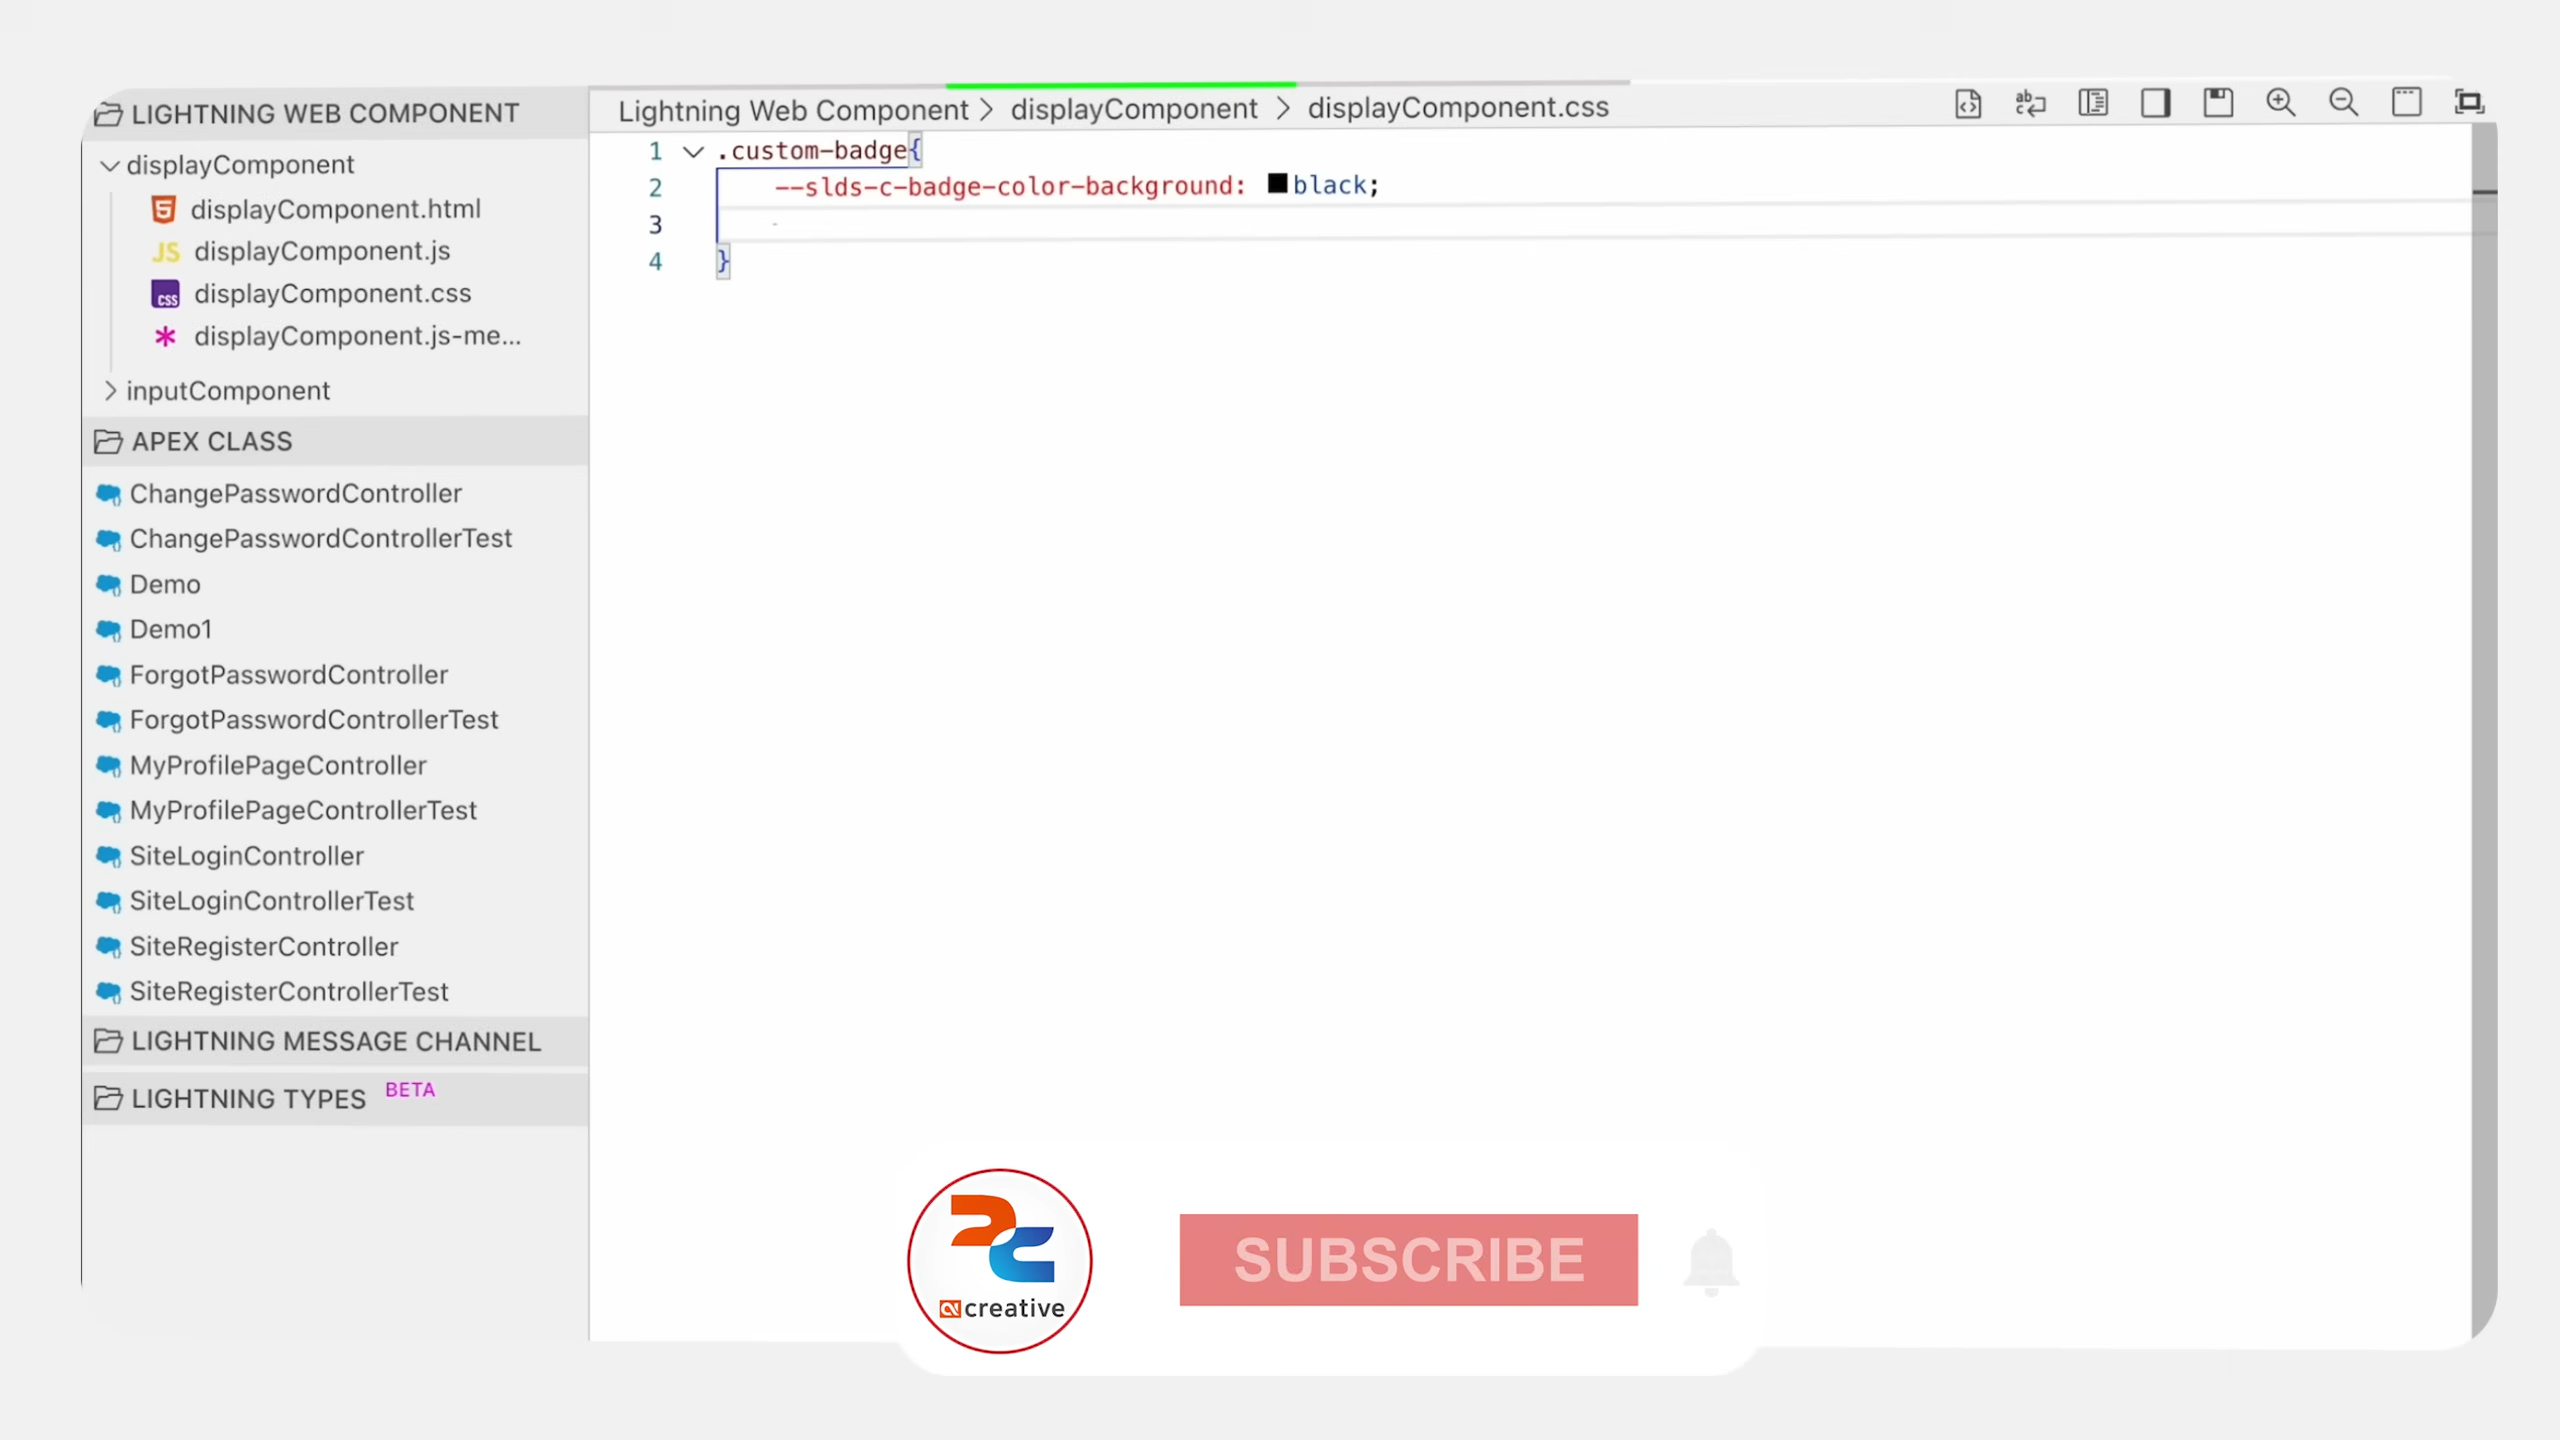 LIGHTNING WEB COMPONENT
displayComponent
displayComponent.html
JS displayComponent.js
CSS displayComponent.css
displayComponent.js-me...
inputComponent
APEX CLASS
ChangePasswordController
ChangePasswordControllerTest
Demo
Demo1
ForgotPasswordController
ForgotPasswordControllerTest
MyProfilePageController
MyProfilePageControllerTest
SiteLoginController
SiteLoginControllerTest
SiteRegisterController
SiteRegisterControllerTest
LIGHTNING MESSAGE CHANNEL
LIGHTNING TYPES BETA
Lightning Web Component > displayComponent > displayComponent.css
1 .custom-badge{
2 --slds-c-badge-color-background: black;
3
4 }
creative
SUBSCRIBE